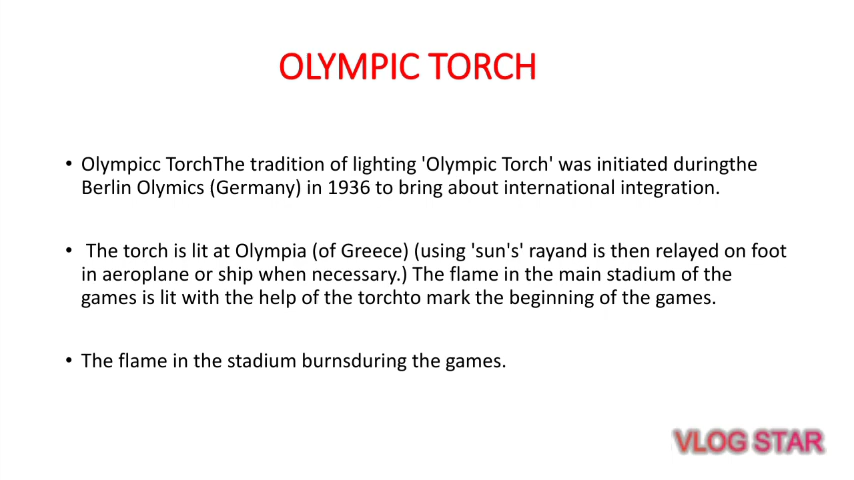 OLYMPIC TORCH
• Olympicc TorchThe tradition of lighting 'Olympic Torch' was initiated duringthe
Berlin Olymics (Germany) in 1936 to bring about international integration.
• The torch is lit at Olympia (of Greece) (using 'sun's' rayand is then relayed on foot
in aeroplane or ship when necessary.) The flame in the main stadium of the
games is lit with the help of the torchto mark the beginning of the games.
• The flame in the stadium burnsduring the games.
VLOG STAR